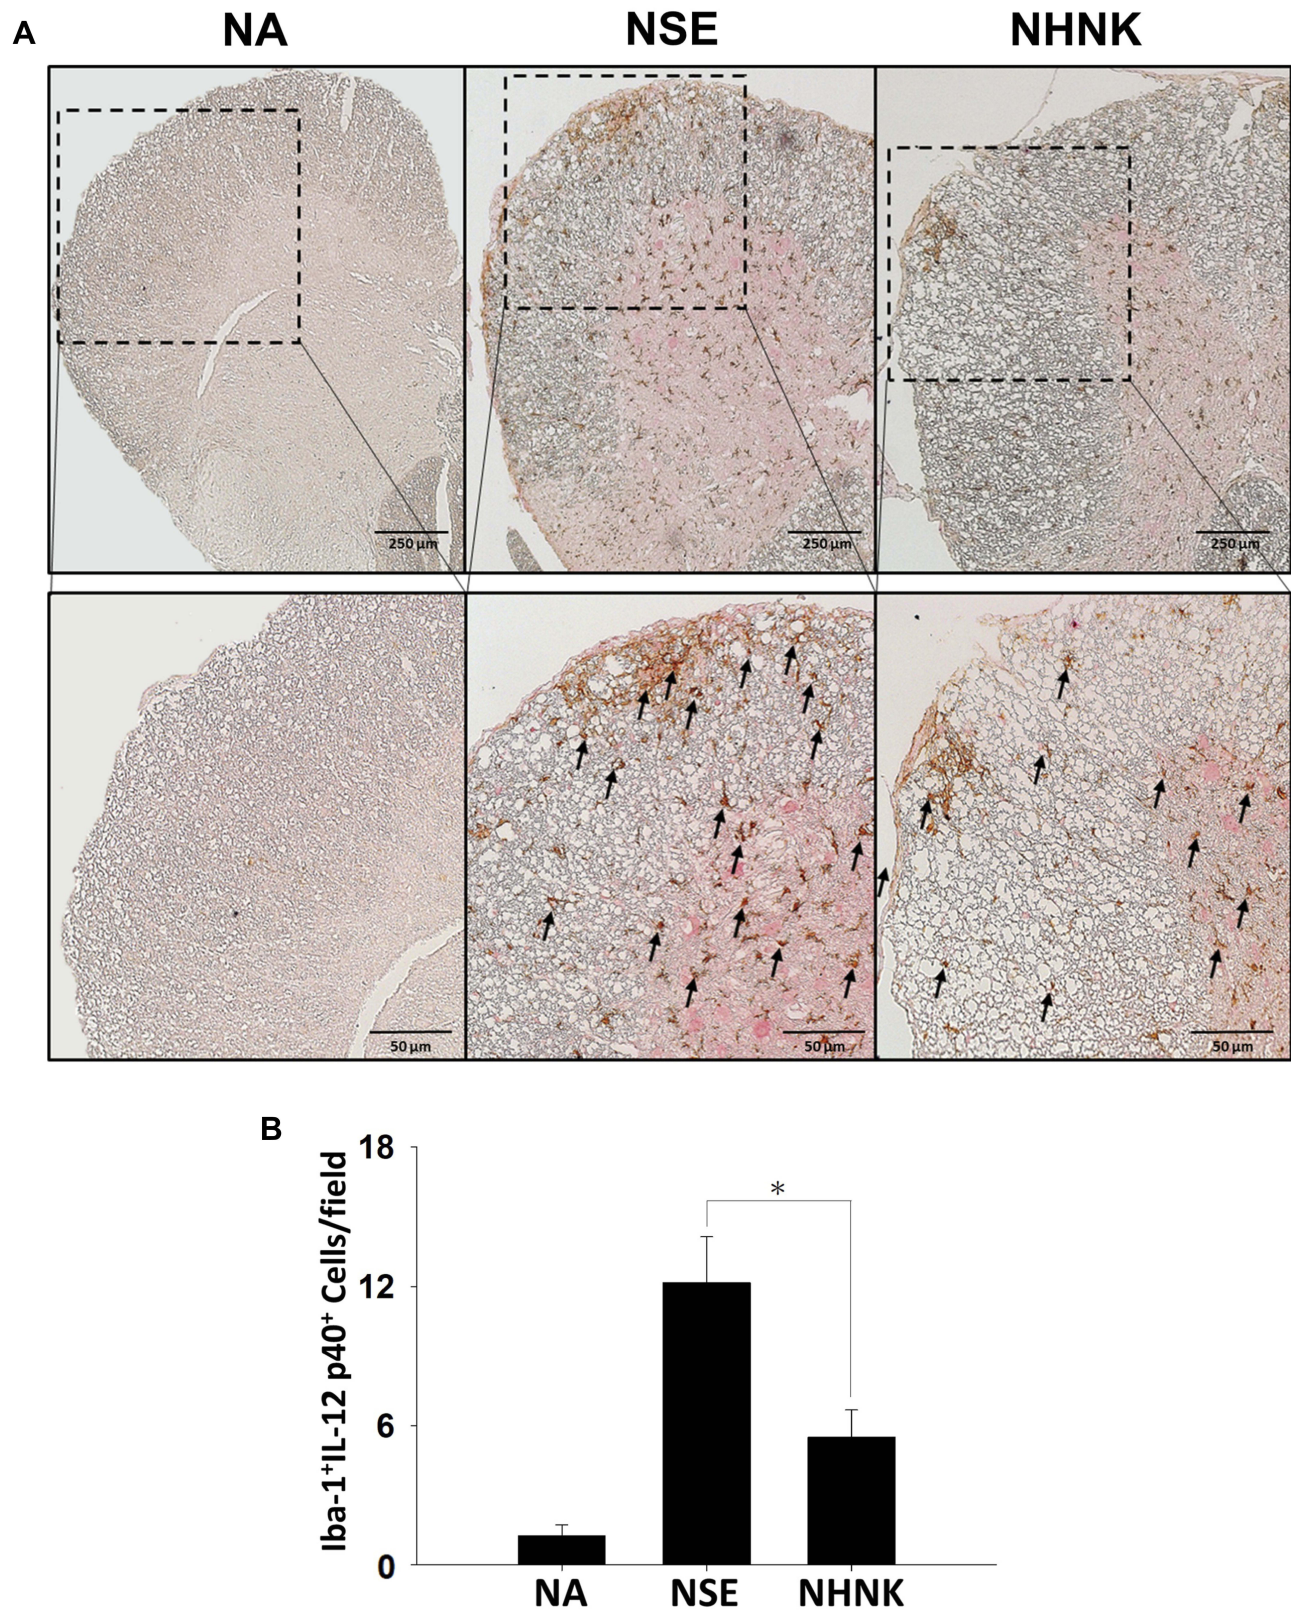 A
NA NSE NHNK
250 µm 250 µm 250 µm
50 µm 50 µm 50 µm
B
Iba-1⁺IL-12 p40⁺ Cells/field
18
12
6
0
*
NA NSE NHNK